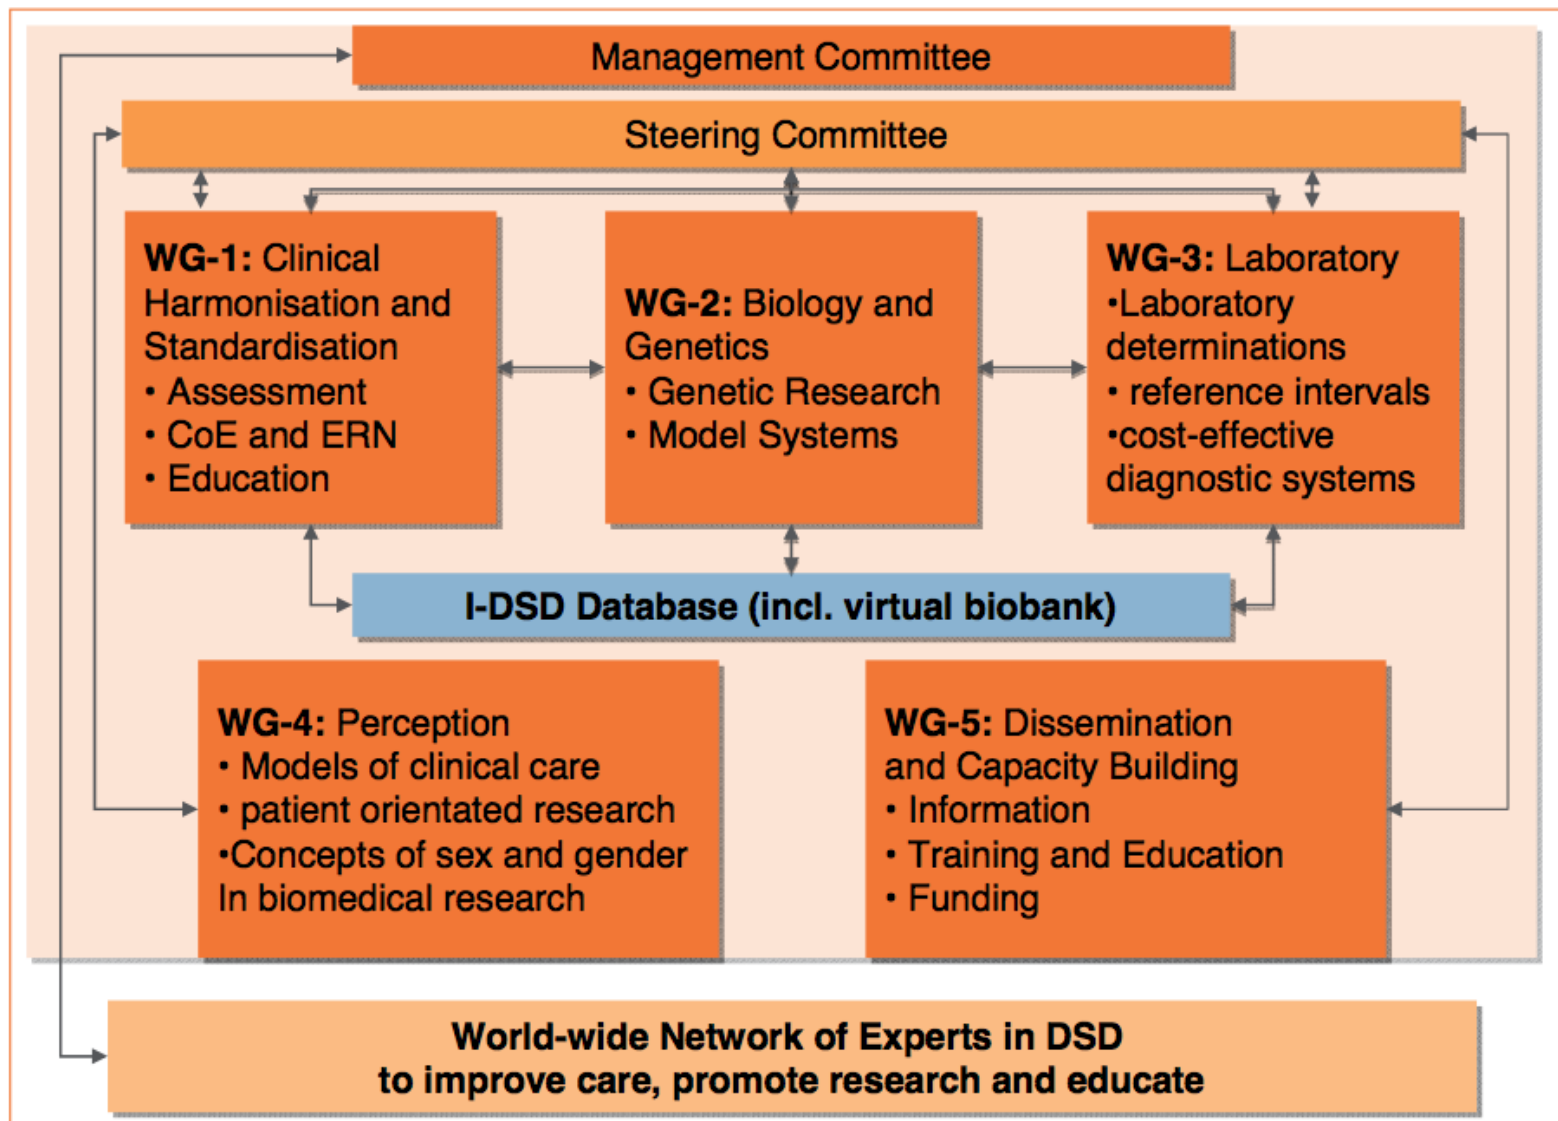 Management Committee
Steering Committee
WG-1: Clinical
Harmonisation and
Standardisation
• Assessment
• CoE and ERN
• Education
WG-2: Biology and
Genetics
• Genetic Research
• Model Systems
WG-3: Laboratory
•Laboratory
determinations
• reference intervals
•cost-effective
diagnostic systems
I-DSD Database (incl. virtual biobank)
WG-4: Perception
• Models of clinical care
• patient orientated research
•Concepts of sex and gender
In biomedical research
WG-5: Dissemination
and Capacity Building
• Information
• Training and Education
• Funding
World-wide Network of Experts in DSD
to improve care, promote research and educate